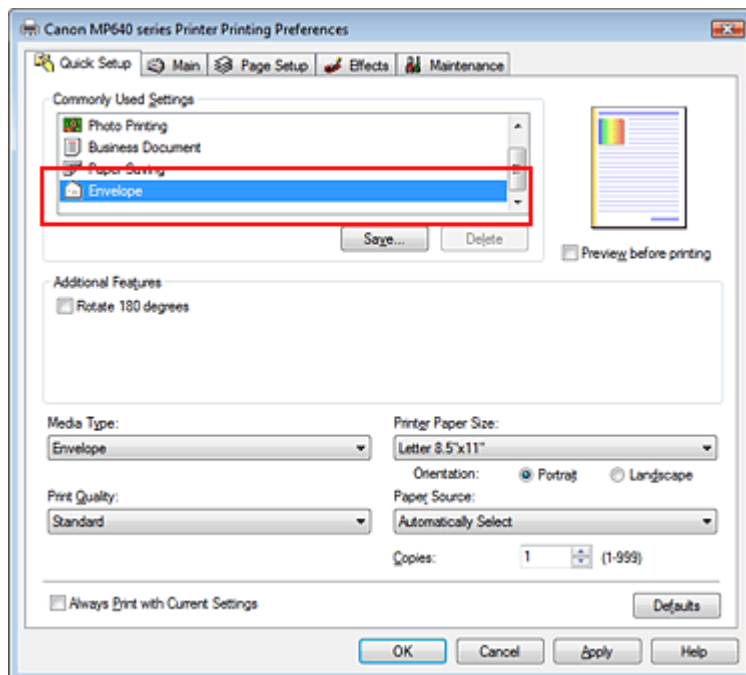 Canon MP640 series Printer Printing Preferences
Quick Setup Main Page Setup Effects Maintenance
Commonly Used Settings
Photo Printing
Business Document
Paper Saving
Envelope
Save... Delete
Preview before printing
Additional Features
Rotate 180 degrees
Media Type: Printer Paper Size:
Envelope Letter 8.5"x11"
Orientation: Portrait Landscape
Print Quality: Paper Source:
Standard Automatically Select
Copies: 1 (1-999)
Always Print with Current Settings Defaults
OK Cancel Apply Help